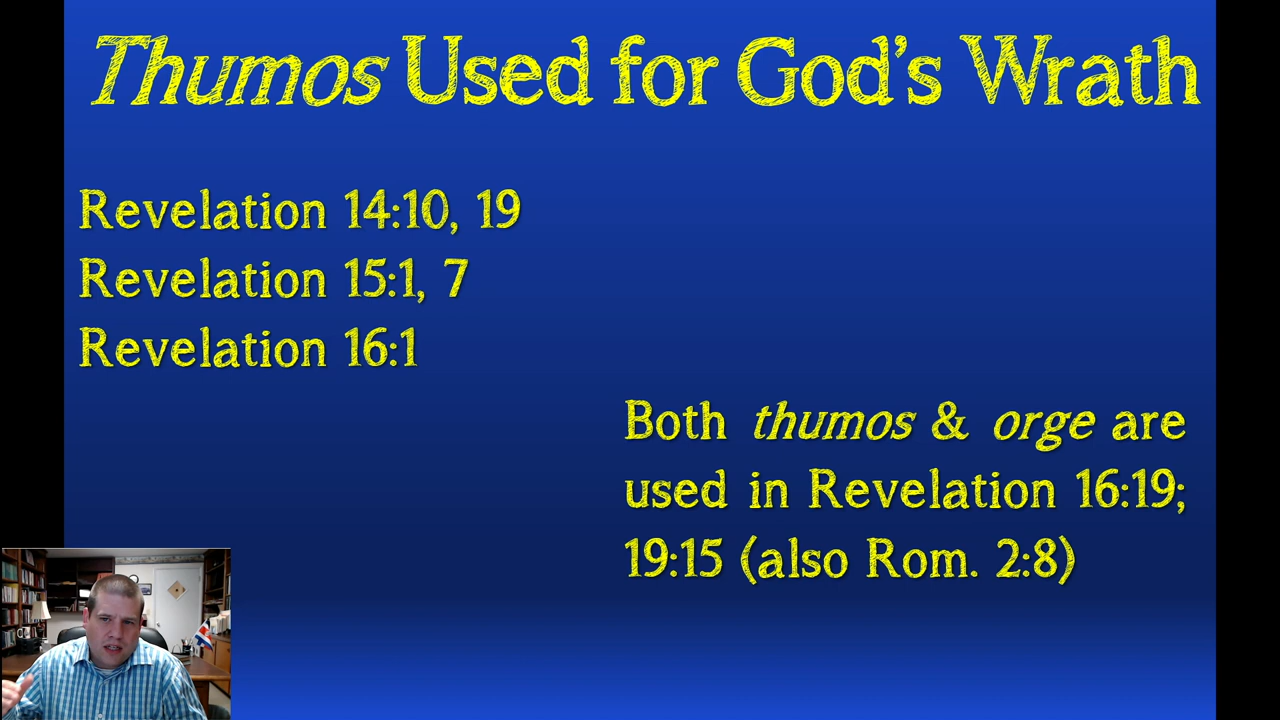 Thumos Used for God's Wrath
Revelation 14:10, 19
Revelation 15:1, 7
Revelation 16:1
Both thumos & orge are
used in Revelation 16:19;
19:15 (also Rom. 2:8)